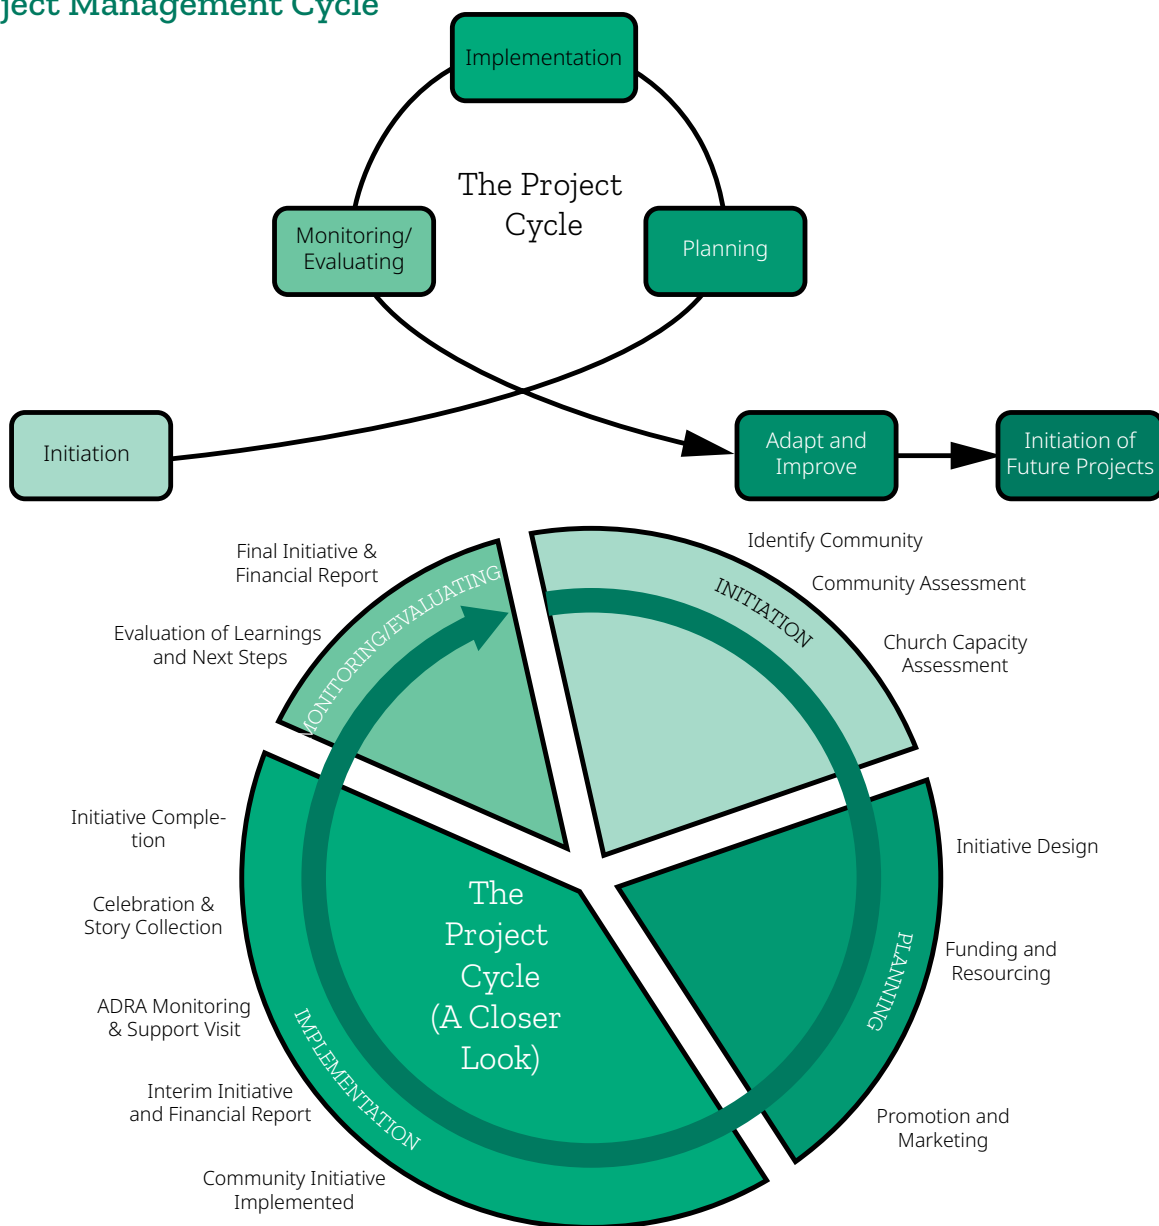 ject Management Cycle
Implementation
The Project
Cycle
Monitoring/
Evaluating
Planning
Initiation
Adapt and
Improve
Initiation of
Future Projects
Final Initiative &
Financial Report
Evaluation of Learnings
and Next Steps
MONITORING/EVALUATING
INITIATION
Identify Community
Community Assessment
Church Capacity
Assessment
Initiative Design
PLANNING
Funding and
Resourcing
Promotion and
Marketing
The
Project
Cycle
(A Closer
Look)
IMPLEMENTATION
Initiative Comple-
tion
Celebration &
Story Collection
ADRA Monitoring
& Support Visit
Interim Initiative
and Financial Report
Community Initiative
Implemented